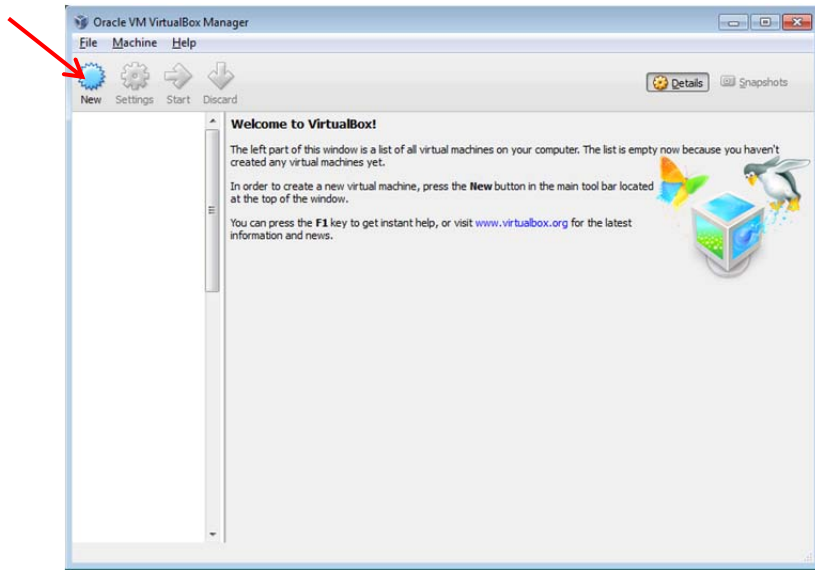 Oracle VM VirtualBox Manager
File Machine Help
New Settings Start Discard
Details Snapshots
Welcome to VirtualBox!
The left part of this window is a list of all virtual machines on your computer. The list is empty now because you haven't
created any virtual machines yet.
In order to create a new virtual machine, press the New button in the main tool bar located
at the top of the window.
You can press the F1 key to get instant help, or visit www.virtualbox.org for the latest
information and news.